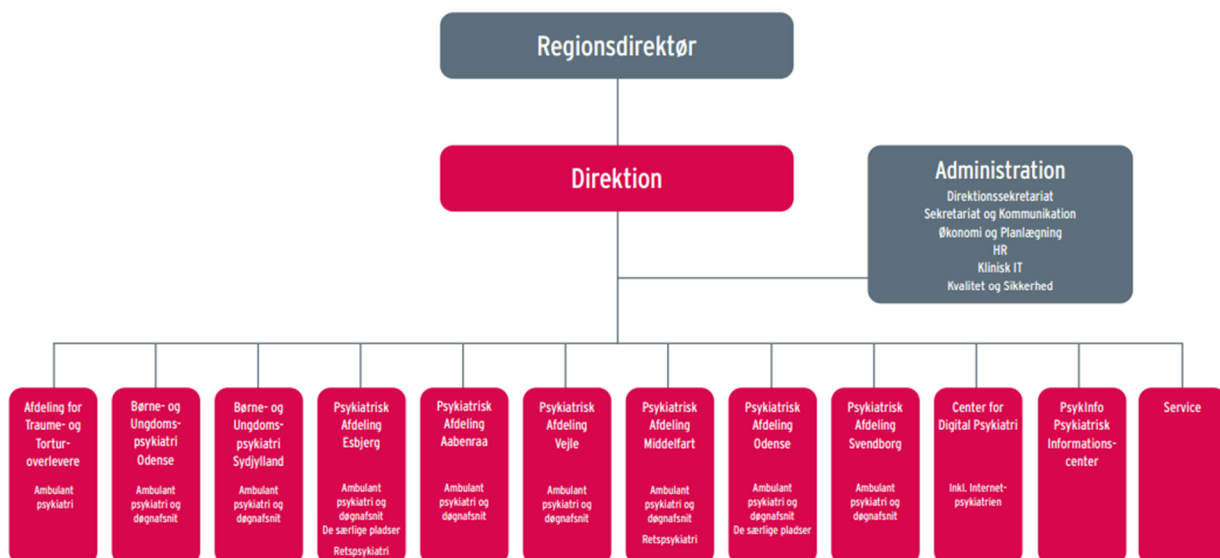 Regionsdirektør
Direktion
Administration
Direktionssekretariat
Sekretariat og Kommunikation
Økonomi og Planlægning
HR
Klinisk IT
Kvalitet og Sikkerhed
Afdeling for
Traume- og
Tortur-
overlevere
Ambulant
psykiatri
Børne- og
Ungdoms-
psykiatri
Odense
Ambulant
psykiatri og
døgnafsnit
Børne- og
Ungdoms-
psykiatri
Sydjylland
Ambulant
psykiatri og
døgnafsnit
Psykiatrisk
Afdeling
Esbjerg
Ambulant
psykiatri og
døgnafsnit
De særlige pladser
Retspsykiatri
Psykiatrisk
Afdeling
Aabenraa
Ambulant
psykiatri og
døgnafsnit
Psykiatrisk
Afdeling
Vejle
Ambulant
psykiatri og
døgnafsnit
Psykiatrisk
Afdeling
Middelfart
Ambulant
psykiatri og
døgnafsnit
Retspsykiatri
Psykiatrisk
Afdeling
Odense
Ambulant
psykiatri og
døgnafsnit
De særlige pladser
Psykiatrisk
Afdeling
Svendborg
Ambulant
psykiatri og
døgnafsnit
Center for
Digital Psykiatri
Inkl. Internet-
psykiatrien
PsykInfo
Psykiatrisk
Informations-
center
Service